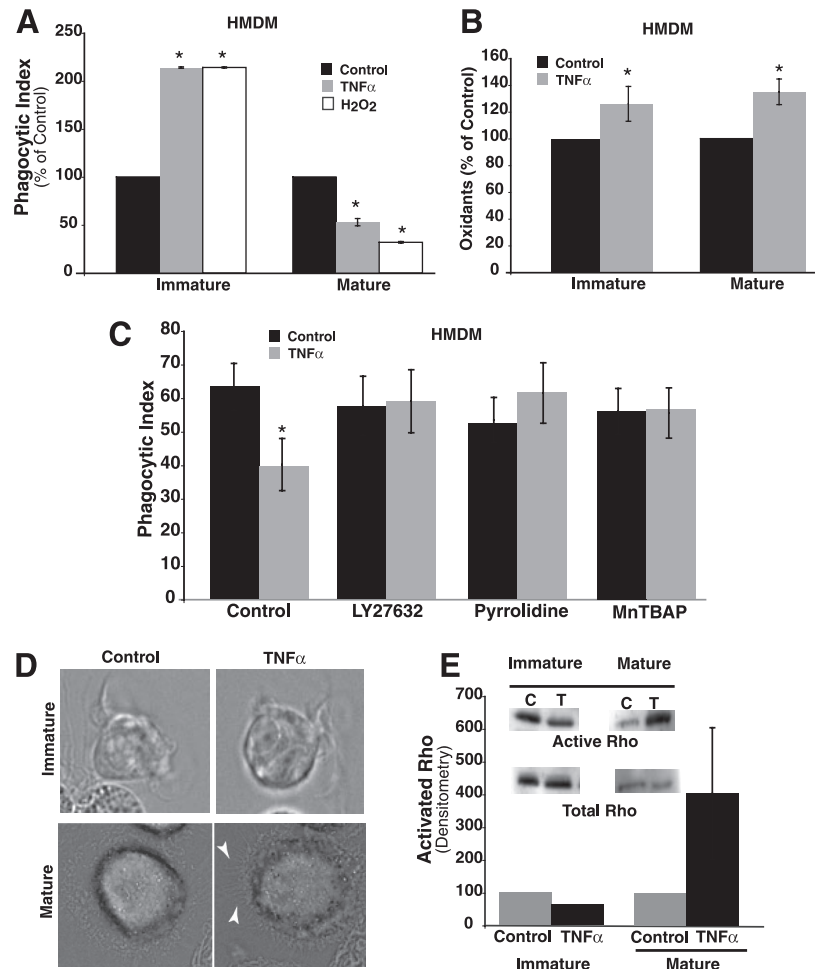 A
HMDM
Phagocytic Index
(% of Control)
250
200
150
100
50
0
Control
TNFα
H2O2
* *
*
*
Immature Mature
B
HMDM
Oxidants (% of Control)
160
140
120
100
80
60
40
20
0
Control
TNFα
* *
Immature Mature
C
HMDM
Phagocytic Index
80
70
60
50
40
30
20
10
0
Control
TNFα
*
Control LY27632 Pyrrolidine MnTBAP
D
Control TNFα
Immature
Mature
E
Immature Mature
C T C T
Active Rho
Total Rho
Activated Rho
(Densitometry)
700
600
500
400
300
200
100
0
Control TNFα Control TNFα
Immature Mature